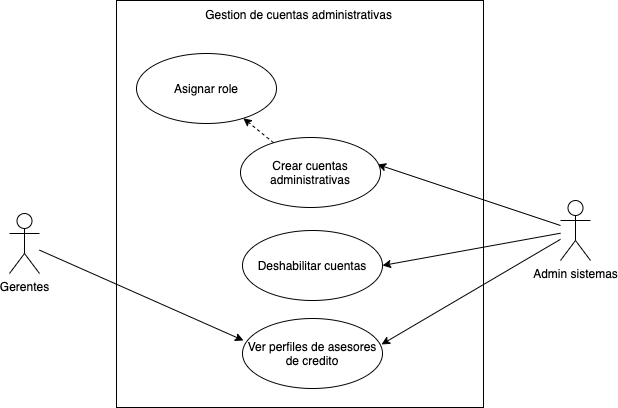 Gestion de cuentas administrativas
Asignar role
Crear cuentas
administrativas
Gerentes
Deshabilitar cuentas
Admin sistemas
Ver perfiles de asesores
de credito